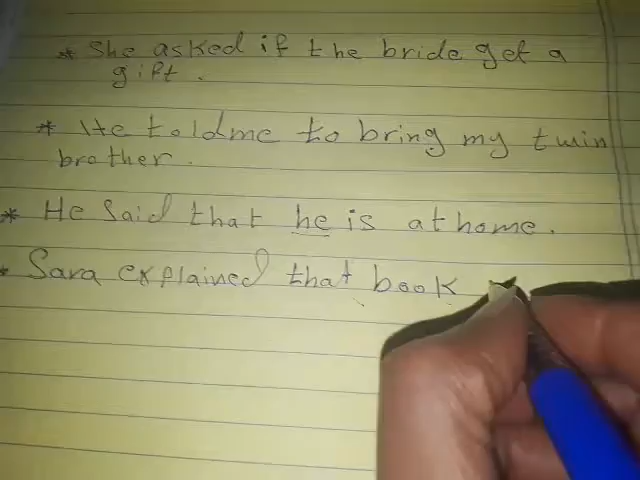 * She asked if the bride get a
gift.
* He told me to bring my twin
brother.
* He said that he is at home.
* Sara explained that book